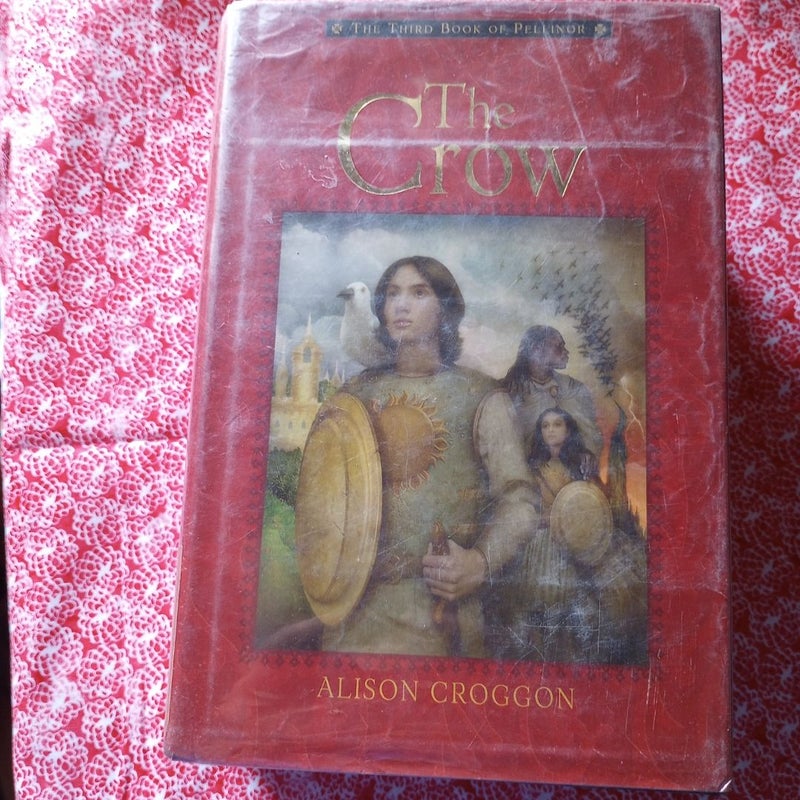 THE THIRD BOOK OF PELLINOR
The
Crow
ALISON CROGGON